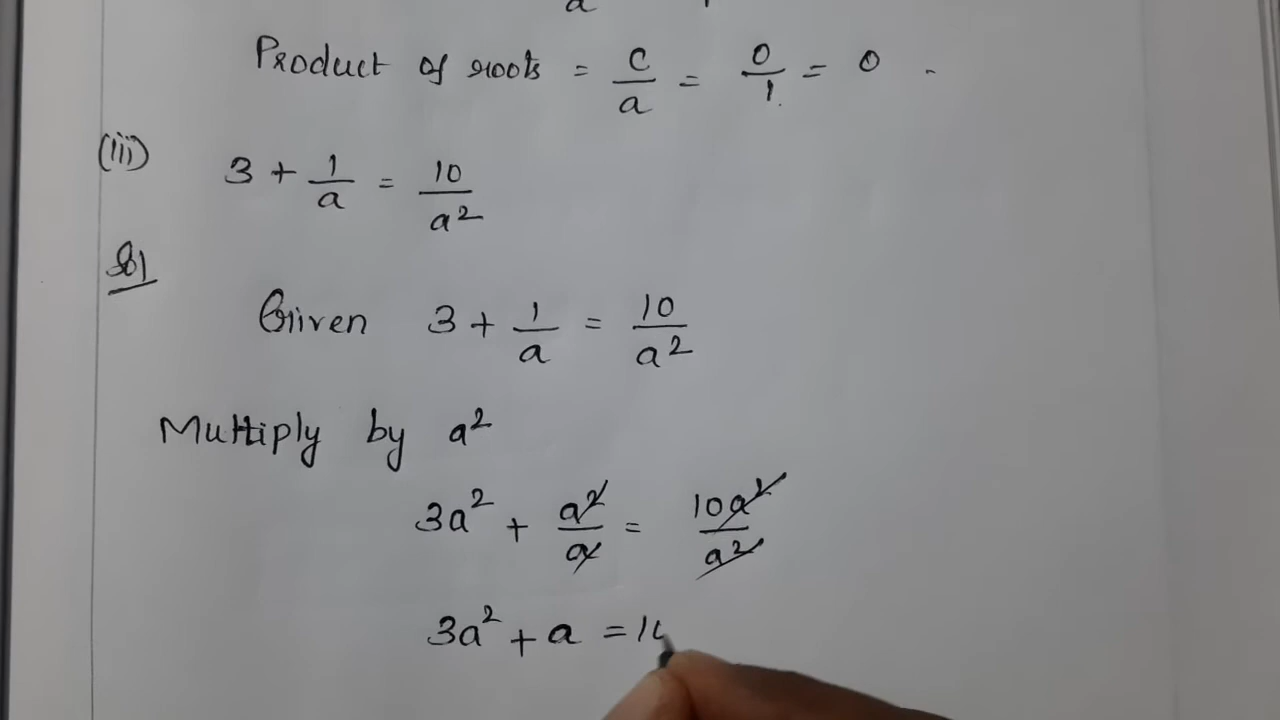 a
Product of roots = c/a = 0/1 = 0 .
(iii) 3 + 1/a = 10/a²
Sol
Given 3 + 1/a = 10/a²
Multiply by a²
3a² + a²/a = 10a²/a²
3a² + a = 10